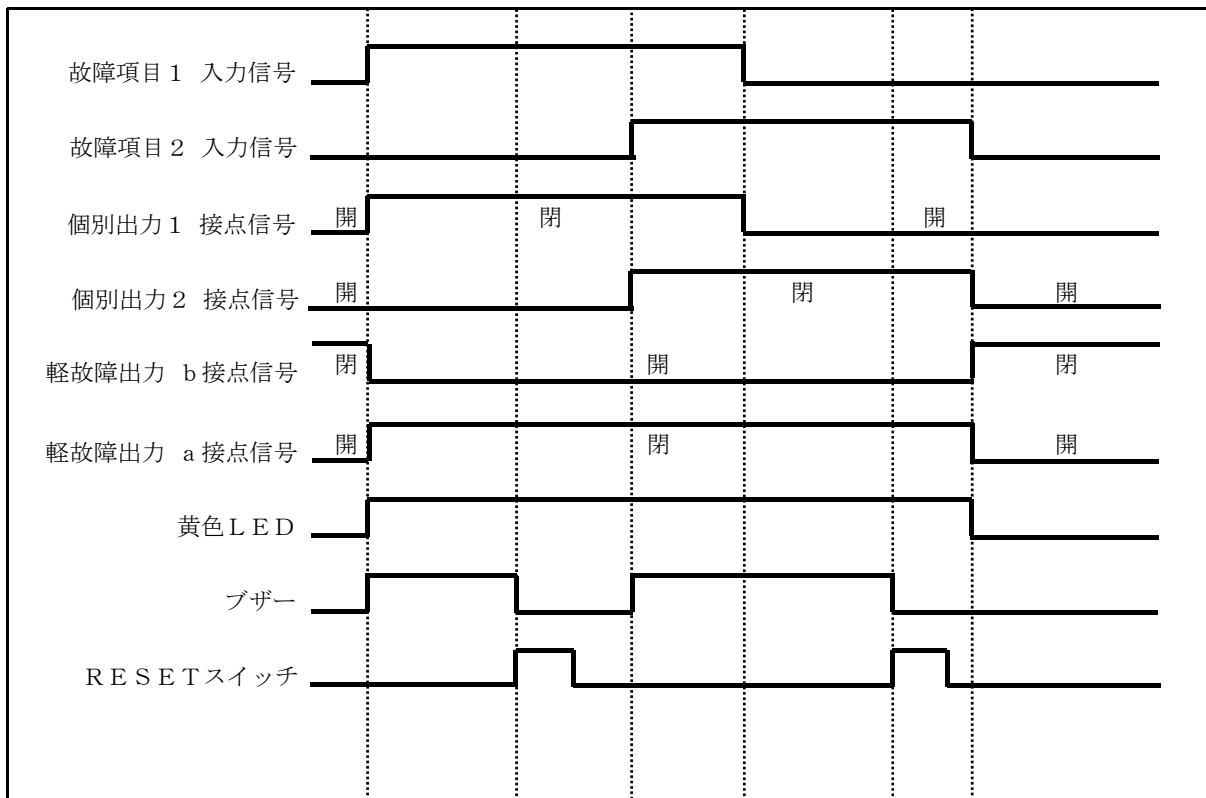 故障項目１ 入力信号
故障項目２ 入力信号
個別出力１ 接点信号 開 閉 開
個別出力２ 接点信号 開 閉 開
軽故障出力 ｂ接点信号 閉 開 閉
軽故障出力 ａ接点信号 開 閉 開
黄色ＬＥＤ
ブザー
ＲＥＳＥＴスイッチ